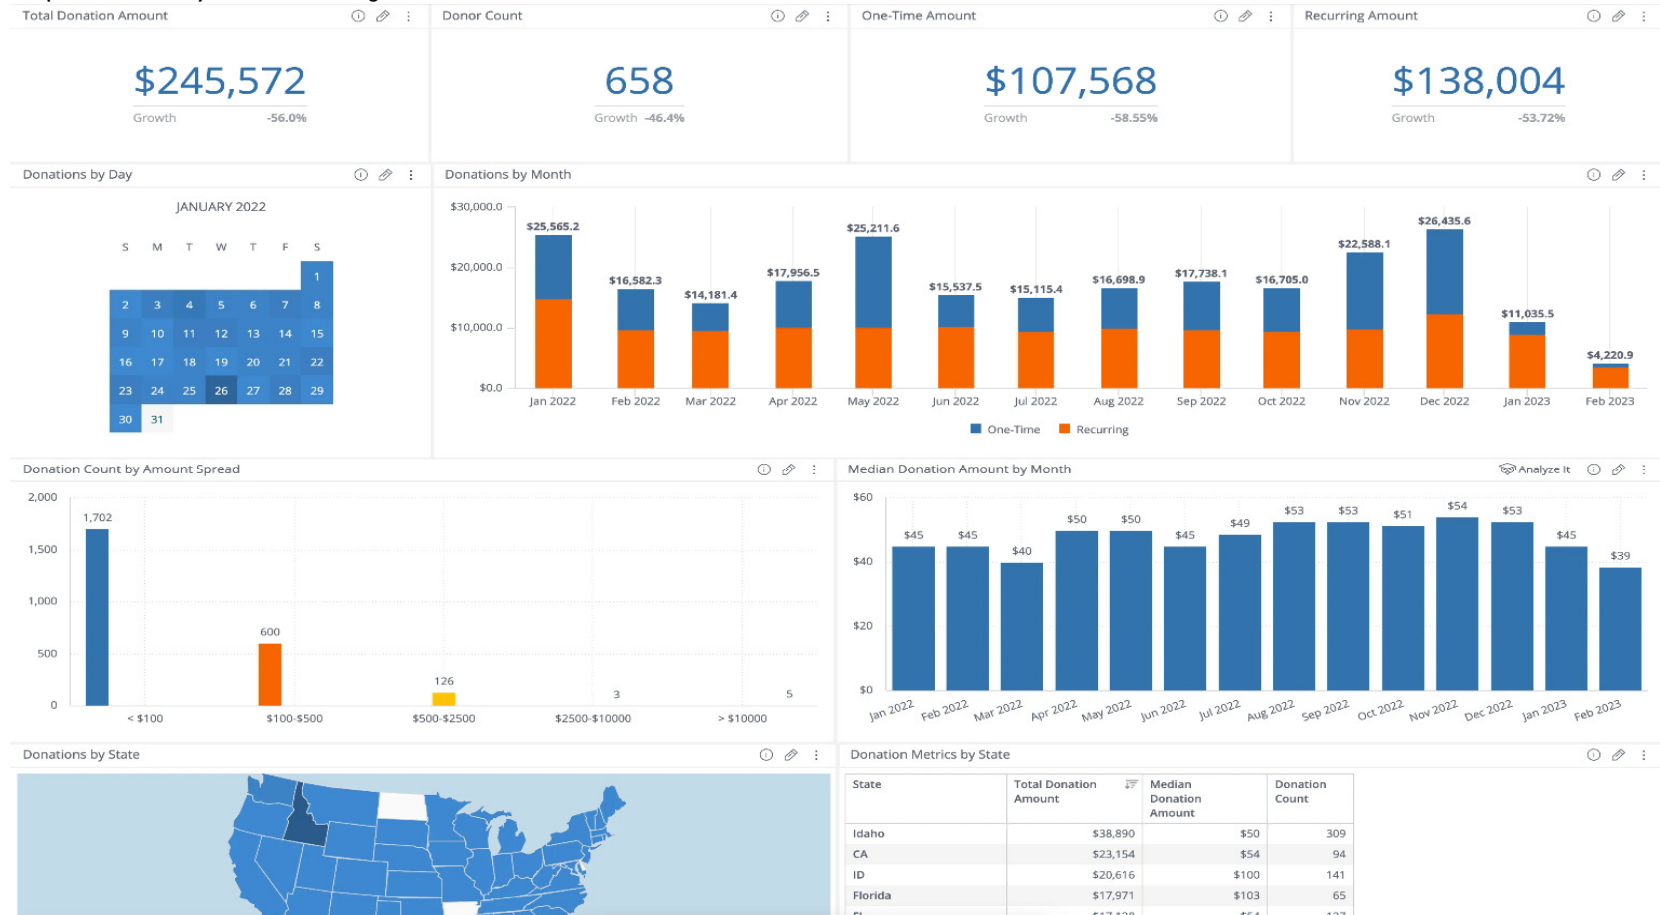 Total Donation Amount
Donor Count
One-Time Amount
Recurring Amount
$245,572
658
$107,568
$138,004
Growth -56.0%
Growth -46.4%
Growth -58.55%
Growth -53.72%
Donations by Day
JANUARY 2022
S M T W T F S
1
2 3 4 5 6 7 8
9 10 11 12 13 14 15
16 17 18 19 20 21 22
23 24 25 26 27 28 29
30 31
Donations by Month
$30,000.0
$20,000.0
$10,000.0
$0.0
$25,565.2
$16,582.3
$14,181.4
$17,956.5
$25,211.6
$15,537.5
$15,115.4
$16,698.9
$17,738.1
$16,705.0
$22,588.1
$26,435.6
$11,035.5
$4,220.9
Jan 2022 Feb 2022 Mar 2022 Apr 2022 May 2022 Jun 2022 Jul 2022 Aug 2022 Sep 2022 Oct 2022 Nov 2022 Dec 2022 Jan 2023 Feb 2023
One-Time Recurring
Donation Count by Amount Spread
2,000
1,500
1,000
500
0
1,702
600
126
3
5
< $100 $100-$500 $500-$2500 $2500-$10000 > $10000
Median Donation Amount by Month
Analyze It
$60
$40
$20
$0
$45 $45 $40 $50 $50 $45 $49 $53 $53 $51 $54 $53 $45 $39
Jan 2022 Feb 2022 Mar 2022 Apr 2022 May 2022 Jun 2022 Jul 2022 Aug 2022 Sep 2022 Oct 2022 Nov 2022 Dec 2022 Jan 2023 Feb 2023
Donations by State
Donation Metrics by State
State Total Donation Amount Median Donation Amount Donation Count
Idaho $38,890 $50 309
CA $23,154 $54 94
ID $20,616 $100 141
Florida $17,971 $103 65